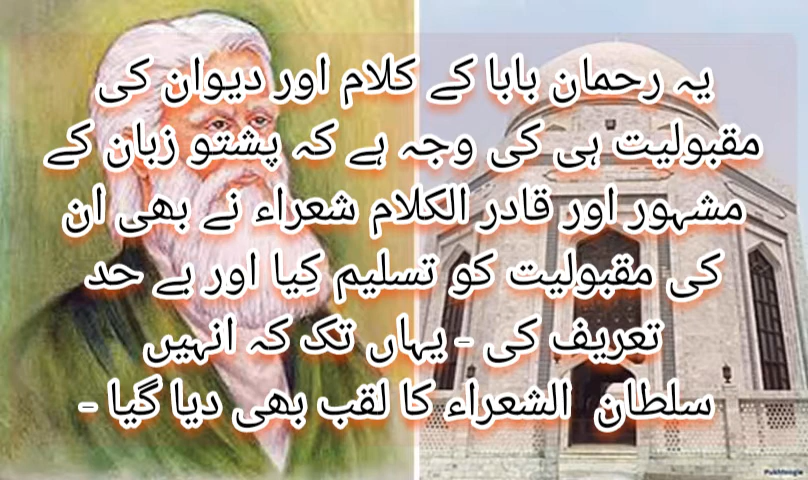 یہ رحمان بابا کے کلام اور دیوان کی
مقبولیت ہی کی وجہ ہے کہ پشتو زبان کے
مشہور اور قادر الکلام شعراء نے بھی ان
کی مقبولیت کو تسلیم کِیا اور بے حد
تعریف کی - یہاں تک کہ انہیں
سلطان الشعراء کا لقب بھی دیا گیا -
Pukhtoogle